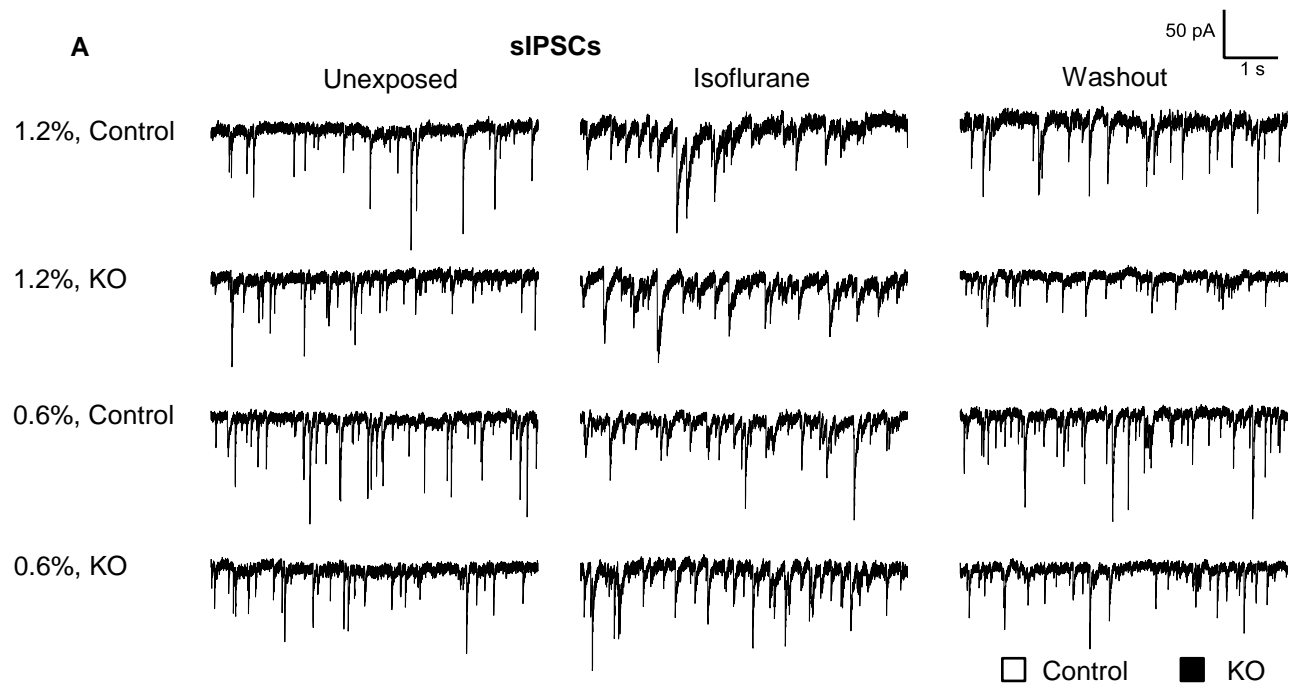 A
sIPSCs
50 pA
1 s
Unexposed
Isoflurane
Washout
1.2%, Control
1.2%, KO
0.6%, Control
0.6%, KO
Control
KO